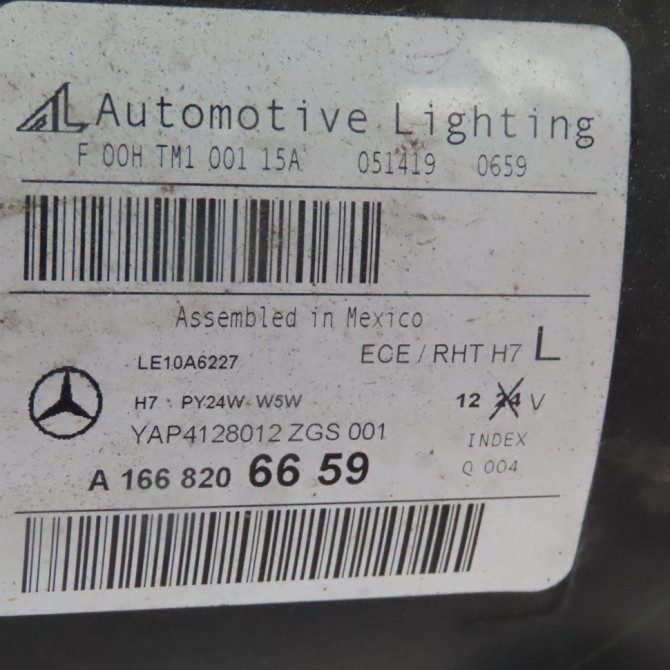 AL Automotive Lighting
F 00H TM1 001 15A 051419 0659
Assembled in Mexico
LE10A6227 ECE / RHT H7 L
H7 PY24W W5W 12 24 V
YAP4128012 ZGS 001 INDEX
A 166 820 66 59 Q 004